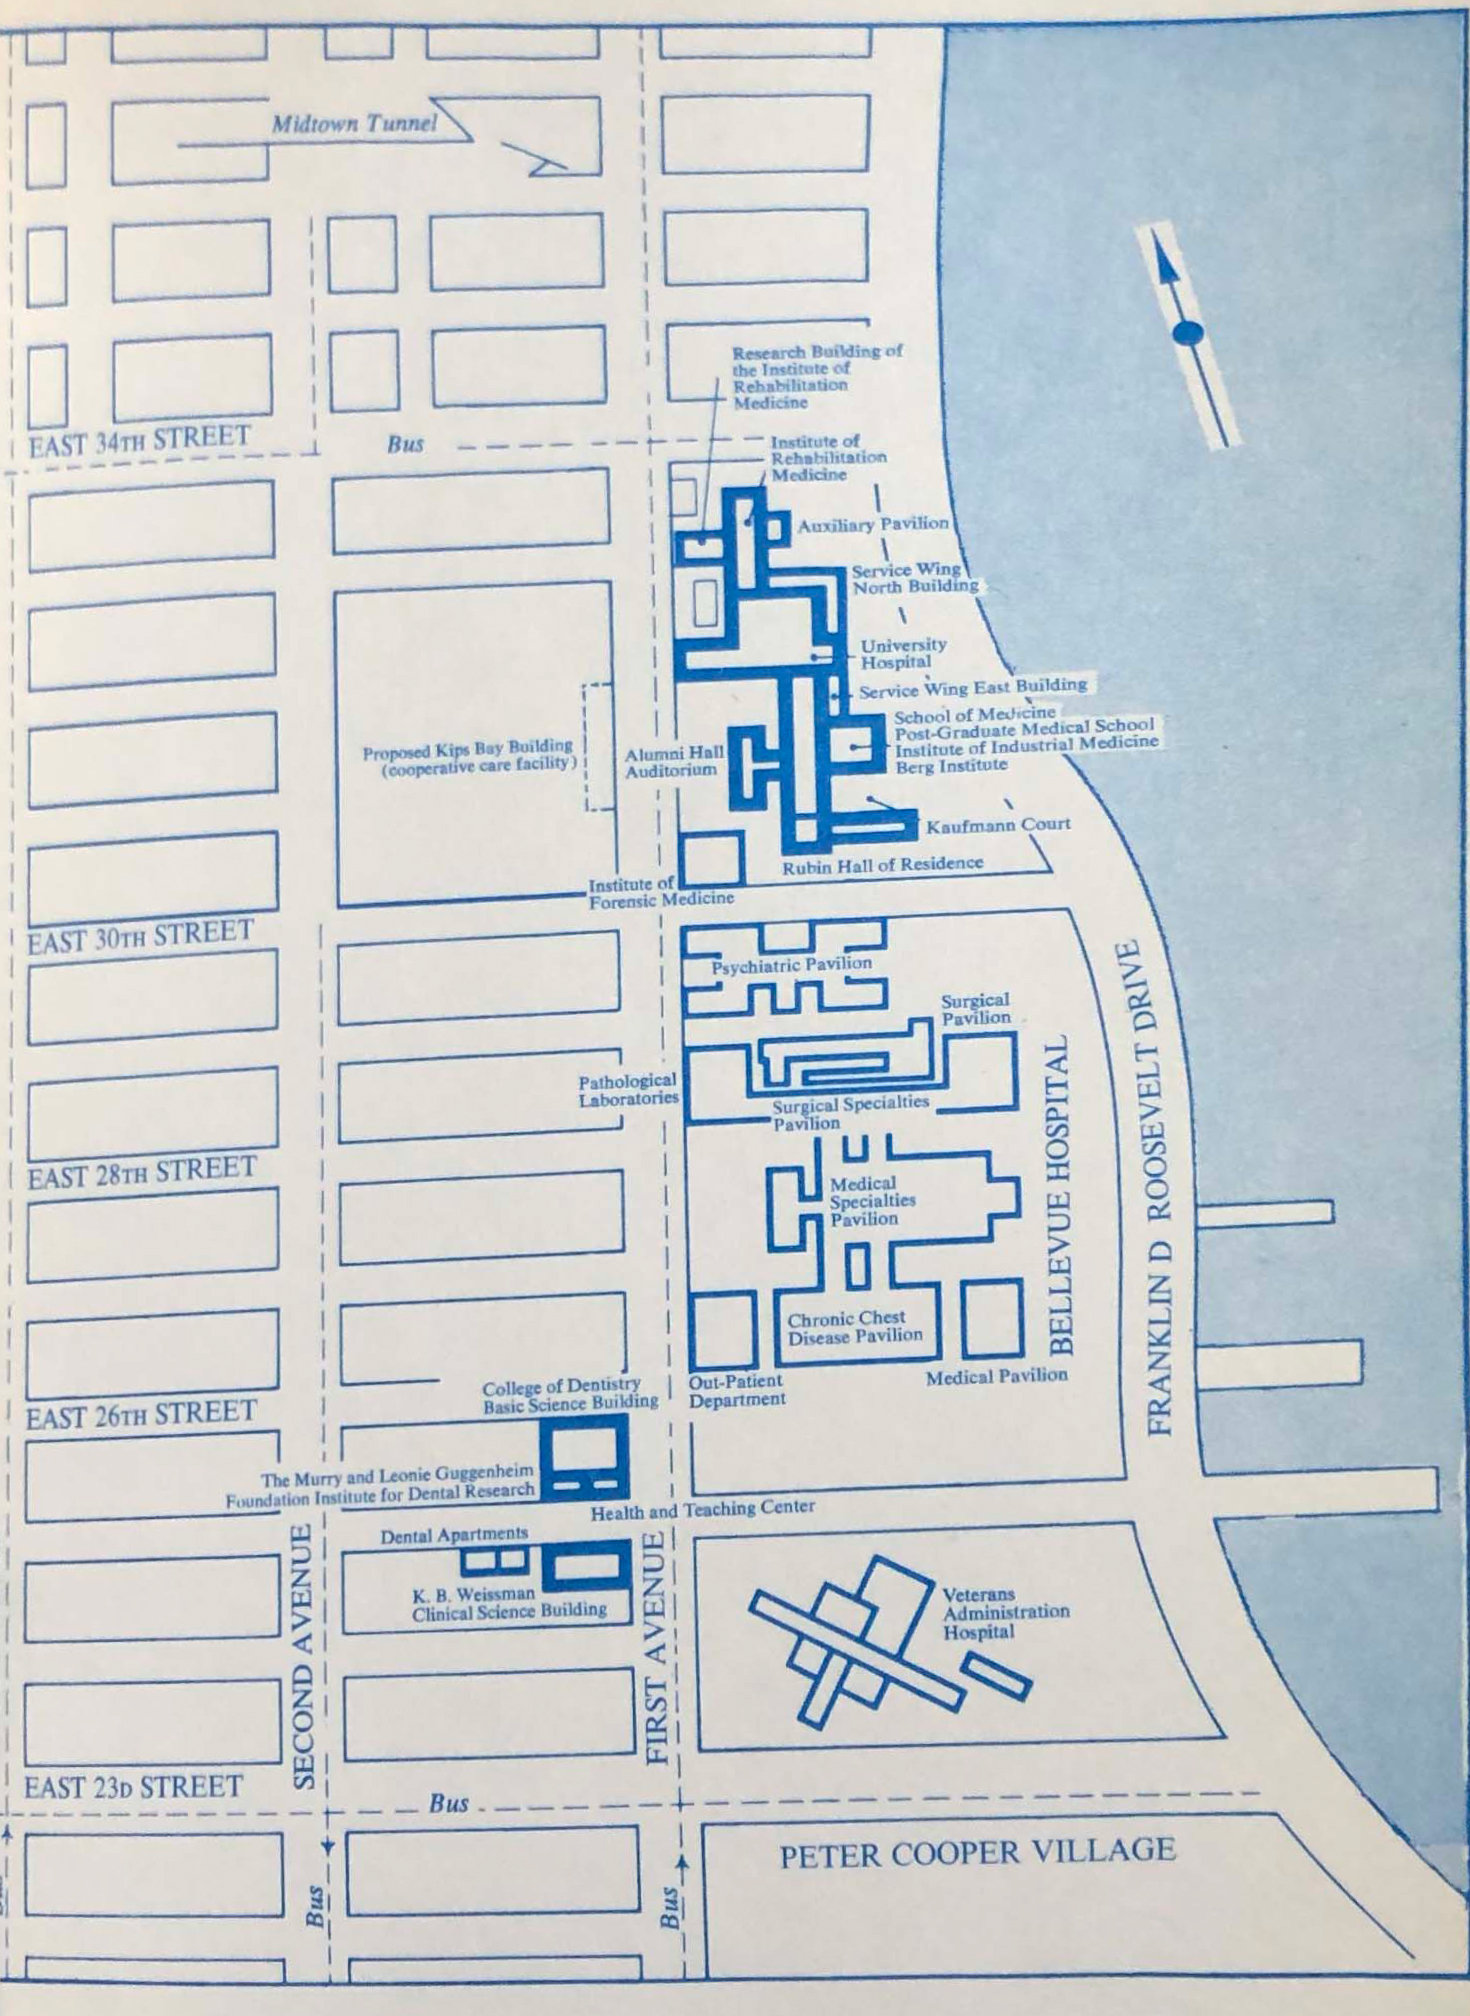 Midtown Tunnel
Research Building of
the Institute of
Rehabilitation
Medicine
EAST 34TH STREET
Bus
Institute of
Rehabilitation
Medicine
Auxiliary Pavilion
Service Wing
North Building
University
Hospital
Service Wing East Building
School of Medicine
Post-Graduate Medical School
Institute of Industrial Medicine
Berg Institute
Proposed Kips Bay Building
(cooperative care facility)
Alumni Hall
Auditorium
Kaufmann Court
Rubin Hall of Residence
Institute of
Forensic Medicine
EAST 30TH STREET
Psychiatric Pavilion
Surgical
Pavilion
Pathological
Laboratories
Surgical Specialties
Pavilion
EAST 28TH STREET
Medical
Specialties
Pavilion
BELLEVUE HOSPITAL
FRANKLIN D ROOSEVELT DRIVE
Chronic Chest
Disease Pavilion
Medical Pavilion
Out-Patient
Department
College of Dentistry
Basic Science Building
EAST 26TH STREET
The Murry and Leonie Guggenheim
Foundation Institute for Dental Research
Health and Teaching Center
Dental Apartments
K. B. Weissman
Clinical Science Building
SECOND AVENUE
FIRST AVENUE
Veterans
Administration
Hospital
EAST 23D STREET
Bus
PETER COOPER VILLAGE
Bus
Bus